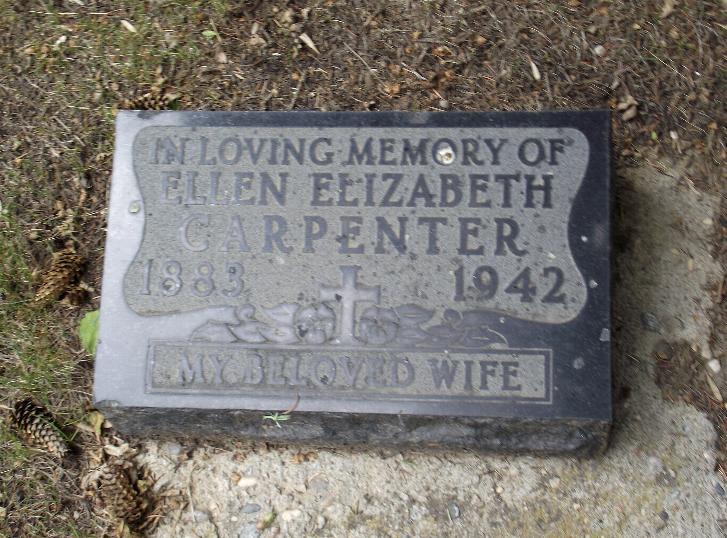 IN LOVING MEMORY OF
ELLEN ELIZABETH
CARPENTER
1883 1942
MY BELOVED WIFE